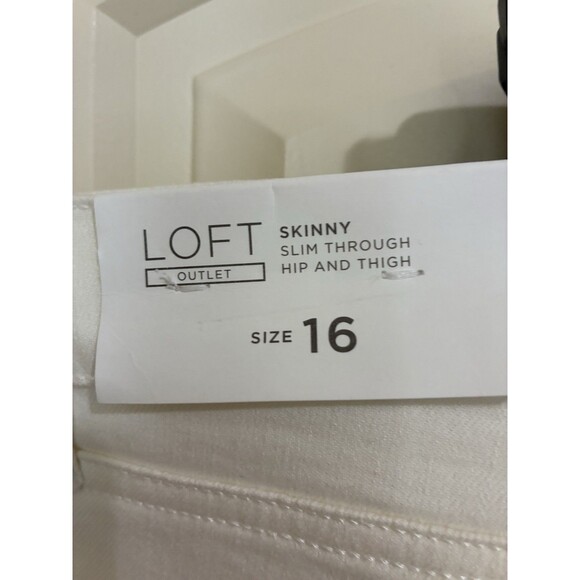 LOFT
OUTLET
SKINNY
SLIM THROUGH
HIP AND THIGH
SIZE 16